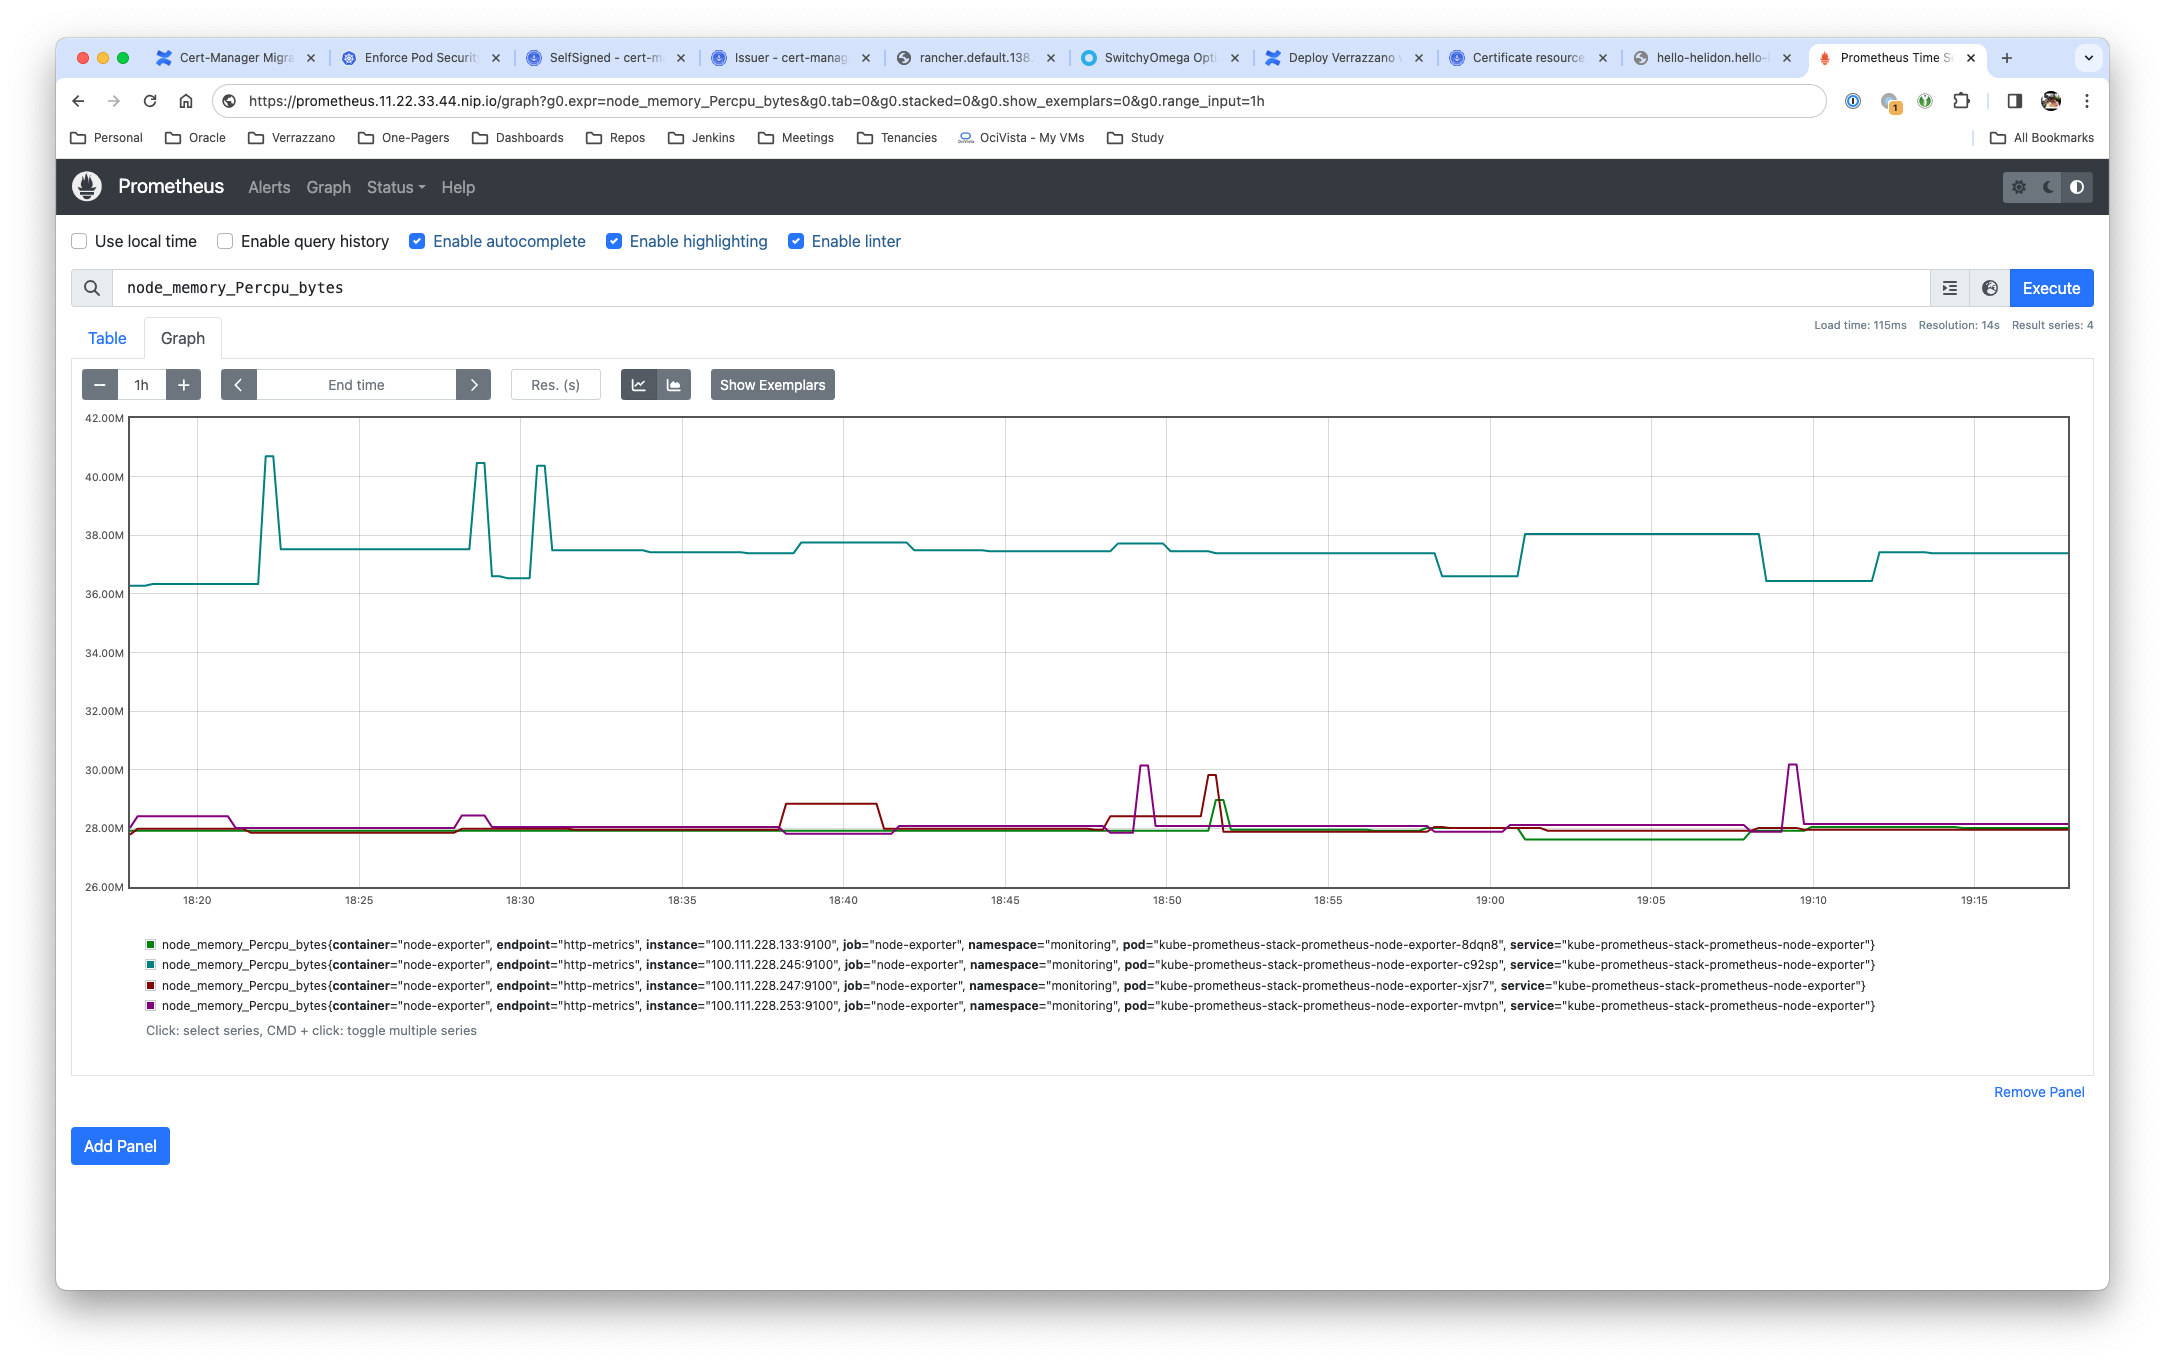 Cert-Manager Migra
Enforce Pod Securit
SelfSigned - cert-m
Issuer - cert-manag
rancher.default.138.
SwitchyOmega Opti
Deploy Verrazzano
Certificate resource
hello-helidon.hello-
Prometheus Time Se
https://prometheus.11.22.33.44.nip.io/graph?g0.expr=node_memory_Percpu_bytes&g0.tab=0&g0.stacked=0&g0.show_exemplars=0&g0.range_input=1h
1
Personal
Oracle
Verrazzano
One-Pagers
Dashboards
Repos
Jenkins
Meetings
Tenancies
OciVista - My VMs
Study
All Bookmarks
Prometheus
Alerts
Graph
Status
Help
Use local time
Enable query history
Enable autocomplete
Enable highlighting
Enable linter
node_memory_Percpu_bytes
Execute
Table
Graph
Load time: 115ms
Resolution: 14s
Result series: 4
1h
End time
Res. (s)
Show Exemplars
42.00M
40.00M
38.00M
36.00M
34.00M
32.00M
30.00M
28.00M
26.00M
18:20
18:25
18:30
18:35
18:40
18:45
18:50
18:55
19:00
19:05
19:10
19:15
node_memory_Percpu_bytes{container="node-exporter", endpoint="http-metrics", instance="100.111.228.133:9100", job="node-exporter", namespace="monitoring", pod="kube-prometheus-stack-prometheus-node-exporter-8dqn8", service="kube-prometheus-stack-prometheus-node-exporter"}
node_memory_Percpu_bytes{container="node-exporter", endpoint="http-metrics", instance="100.111.228.245:9100", job="node-exporter", namespace="monitoring", pod="kube-prometheus-stack-prometheus-node-exporter-c92sp", service="kube-prometheus-stack-prometheus-node-exporter"}
node_memory_Percpu_bytes{container="node-exporter", endpoint="http-metrics", instance="100.111.228.247:9100", job="node-exporter", namespace="monitoring", pod="kube-prometheus-stack-prometheus-node-exporter-xjsr7", service="kube-prometheus-stack-prometheus-node-exporter"}
node_memory_Percpu_bytes{container="node-exporter", endpoint="http-metrics", instance="100.111.228.253:9100", job="node-exporter", namespace="monitoring", pod="kube-prometheus-stack-prometheus-node-exporter-mvtpn", service="kube-prometheus-stack-prometheus-node-exporter"}
Click: select series, CMD + click: toggle multiple series
Remove Panel
Add Panel